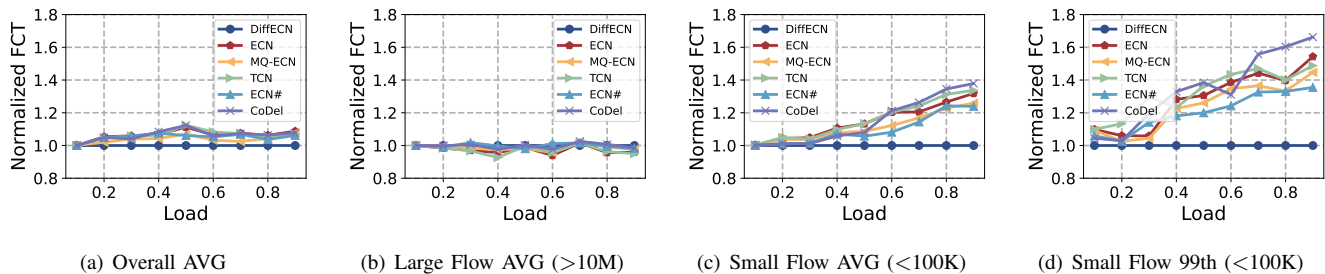 Normalized FCT
1.8
1.6
1.4
1.2
1.0
0.8
0.2 0.4 0.6 0.8
Load
DiffECN
ECN
MQ-ECN
TCN
ECN#
CoDel
(a) Overall AVG
Normalized FCT
1.8
1.6
1.4
1.2
1.0
0.8
0.2 0.4 0.6 0.8
Load
DiffECN
ECN
MQ-ECN
TCN
ECN#
CoDel
(b) Large Flow AVG (>10M)
Normalized FCT
1.8
1.6
1.4
1.2
1.0
0.8
0.2 0.4 0.6 0.8
Load
DiffECN
ECN
MQ-ECN
TCN
ECN#
CoDel
(c) Small Flow AVG (<100K)
Normalized FCT
1.8
1.6
1.4
1.2
1.0
0.8
0.2 0.4 0.6 0.8
Load
DiffECN
ECN
MQ-ECN
TCN
ECN#
CoDel
(d) Small Flow 99th (<100K)